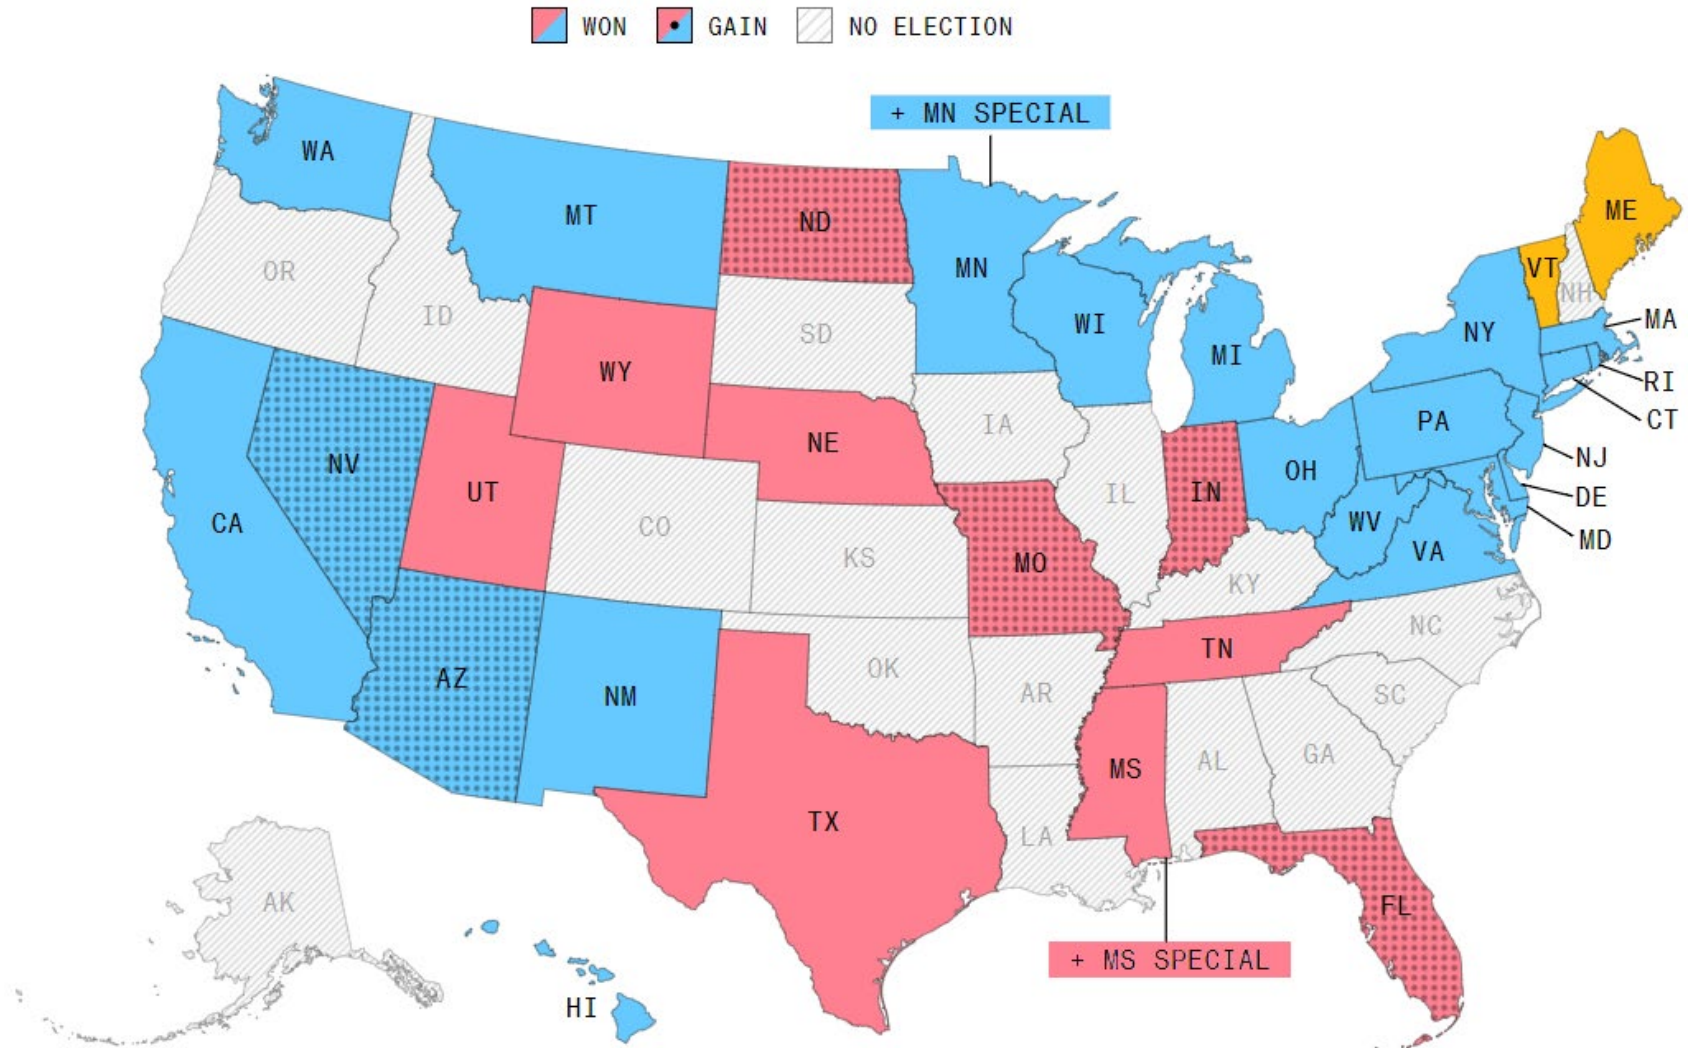 WON GAIN NO ELECTION
+ MN SPECIAL
WA
MT
ND
ME
OR
ID
MN
VT
NH
SD
WI
NY
MA
MI
WY
RI
CT
NE
IA
PA
NV
UT
IL
IN
OH
NJ
DE
CA
CO
KS
MO
WV
VA
MD
KY
NC
TN
AZ
NM
OK
AR
SC
MS
AL
GA
TX
LA
AK
FL
+ MS SPECIAL
HI